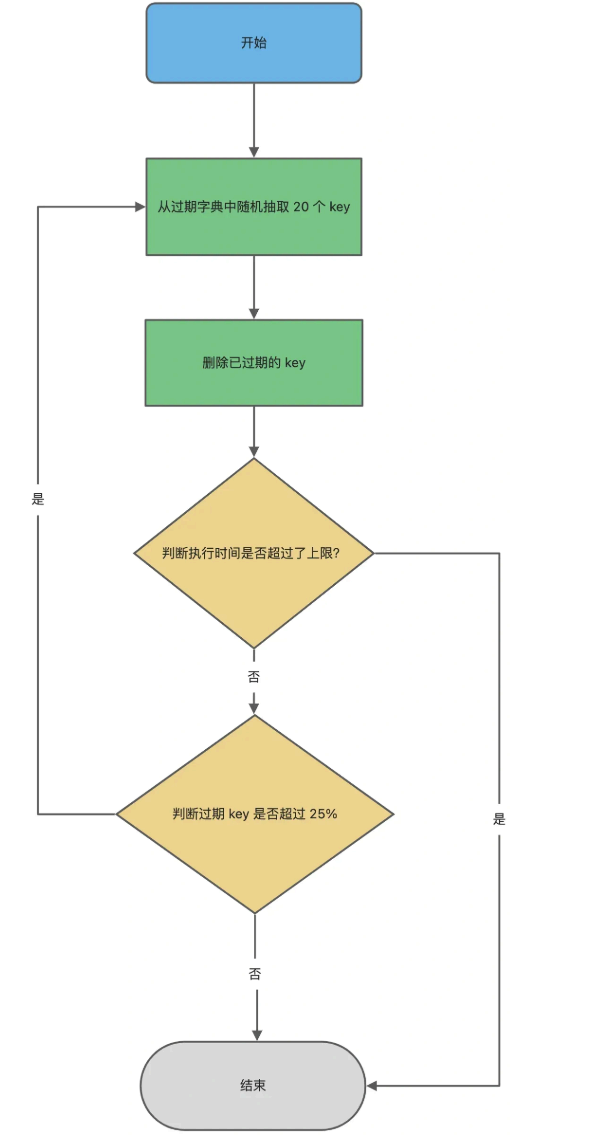 开始
从过期字典中随机抽取 20 个 key
删除已过期的 key
是
判断执行时间是否超过了上限?
否
判断过期 key 是否超过 25%
是
否
结束